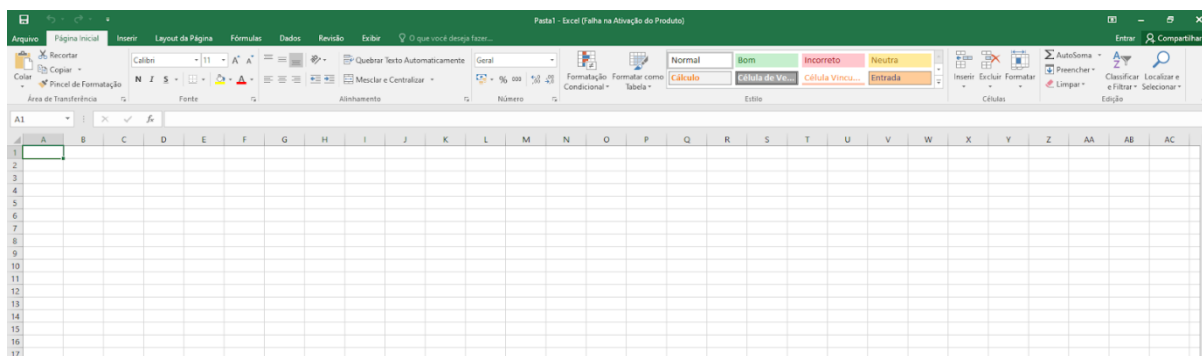 Pasta1 - Excel (Falha na Ativação do Produto)
Arquivo Página Inicial Inserir Layout da Página Fórmulas Dados Revisão Exibir O que você deseja fazer... Entrar Compartilhar
Recortar Calibri 11 Quebrar Texto Automaticamente Geral Normal Bom Incorreto Neutra AutoSoma
Copiar Preencher
Colar Pincel de Formatação N I S Mesclar e Centralizar % 000 Formatação Condicional Formatar como Tabela Cálculo Célula de Ve... Célula Vincu... Entrada Inserir Excluir Formatar Limpar Classificar e Filtrar Localizar e Selecionar
Área de Transferência Fonte Alinhamento Número Estilo Células Edição
A1 fx
A B C D E F G H I J K L M N O P Q R S T U V W X Y Z AA AB AC
1
2
3
4
5
6
7
8
9
10
11
12
13
14
15
16
17